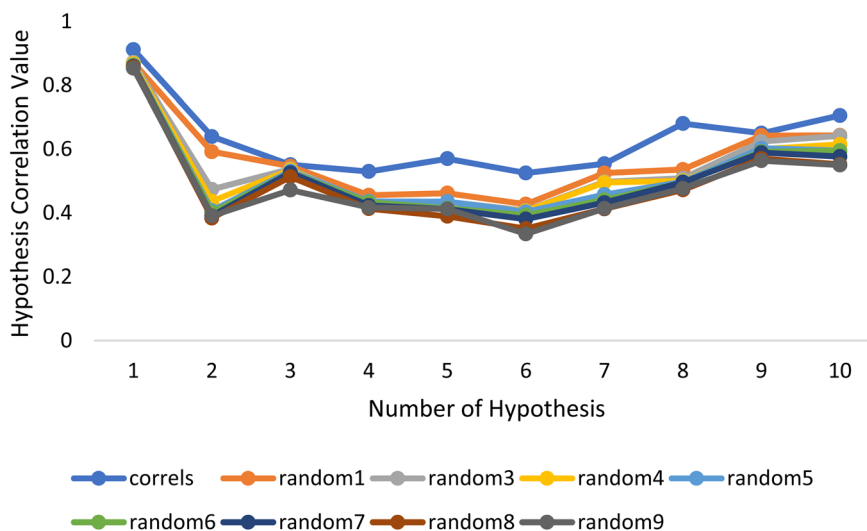 Hypothesis Correlation Value
1
0.8
0.6
0.4
0.2
0
1 2 3 4 5 6 7 8 9 10
Number of Hypothesis
correls random1 random3 random4 random5
random6 random7 random8 random9